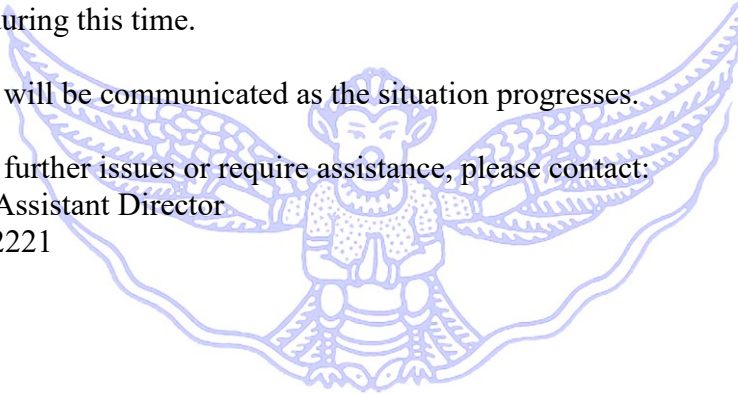 during this time.
will be communicated as the situation progresses.
further issues or require assistance, please contact:
Assistant Director
2221